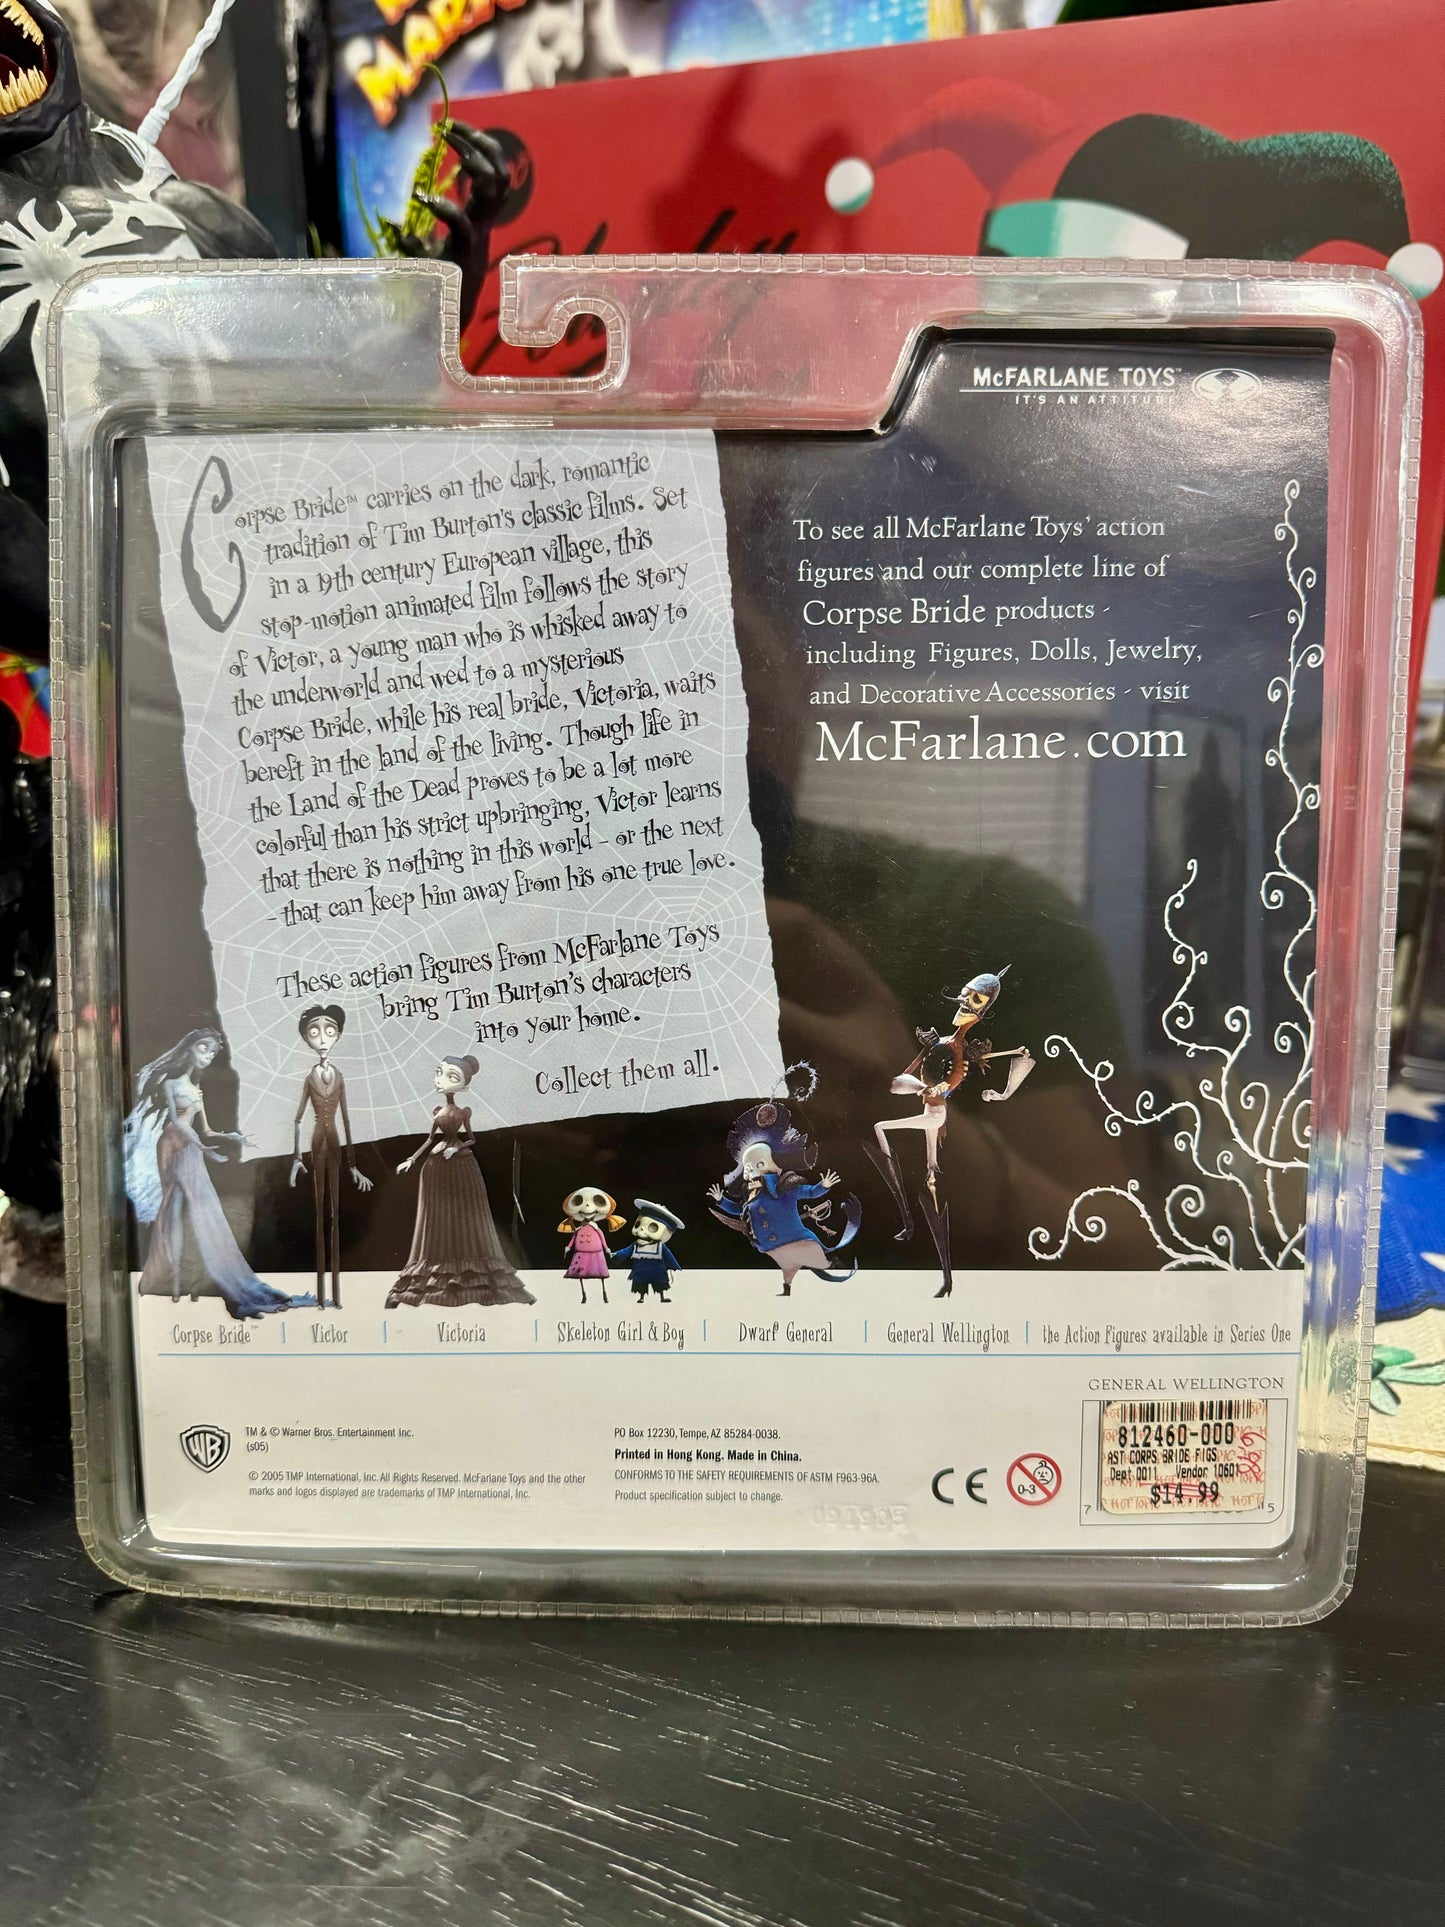 McFARLANE TOYS™
IT'S AN ATTITUDE
Corpse Bride™ carries on the dark, romantic
tradition of Tim Burton's classic films. Set
in a 19th century European village, this
stop-motion animated film follows the story
of Victor, a young man who is whisked away to
the underworld and wed to a mysterious
Corpse Bride, while his real bride, Victoria, waits
bereft in the land of the living. Though life in
the Land of the Dead proves to be a lot more
colorful than his strict upbringing, Victor learns
that there is nothing in this world - or the next
- that can keep him away from his one true love.
These action figures from McFarlane Toys
bring Tim Burton's characters
into your home.
Collect them all.
To see all McFarlane Toys' action
figures and our complete line of
Corpse Bride products -
including Figures, Dolls, Jewelry,
and Decorative Accessories - visit
McFarlane.com
Corpse Bride™ | Victor | Victoria | Skeleton Girl & Boy | Dwarf General | General Wellington | the Action Figures available in Series One
GENERAL WELLINGTON
WB
TM & © Warner Bros. Entertainment Inc.
(s05)
© 2005 TMP International, Inc. All Rights Reserved. McFarlane Toys and the other
marks and logos displayed are trademarks of TMP International, Inc.
PO Box 12230, Tempe, AZ 85284-0038.
Printed in Hong Kong. Made in China.
CONFORMS TO THE SAFETY REQUIREMENTS OF ASTM F963-96A.
Product specification subject to change.
CE
0-3
812460-000
AST CORPS BRIDE FIGS
Dept 0011 Vendor 10601
$14.99
7 5